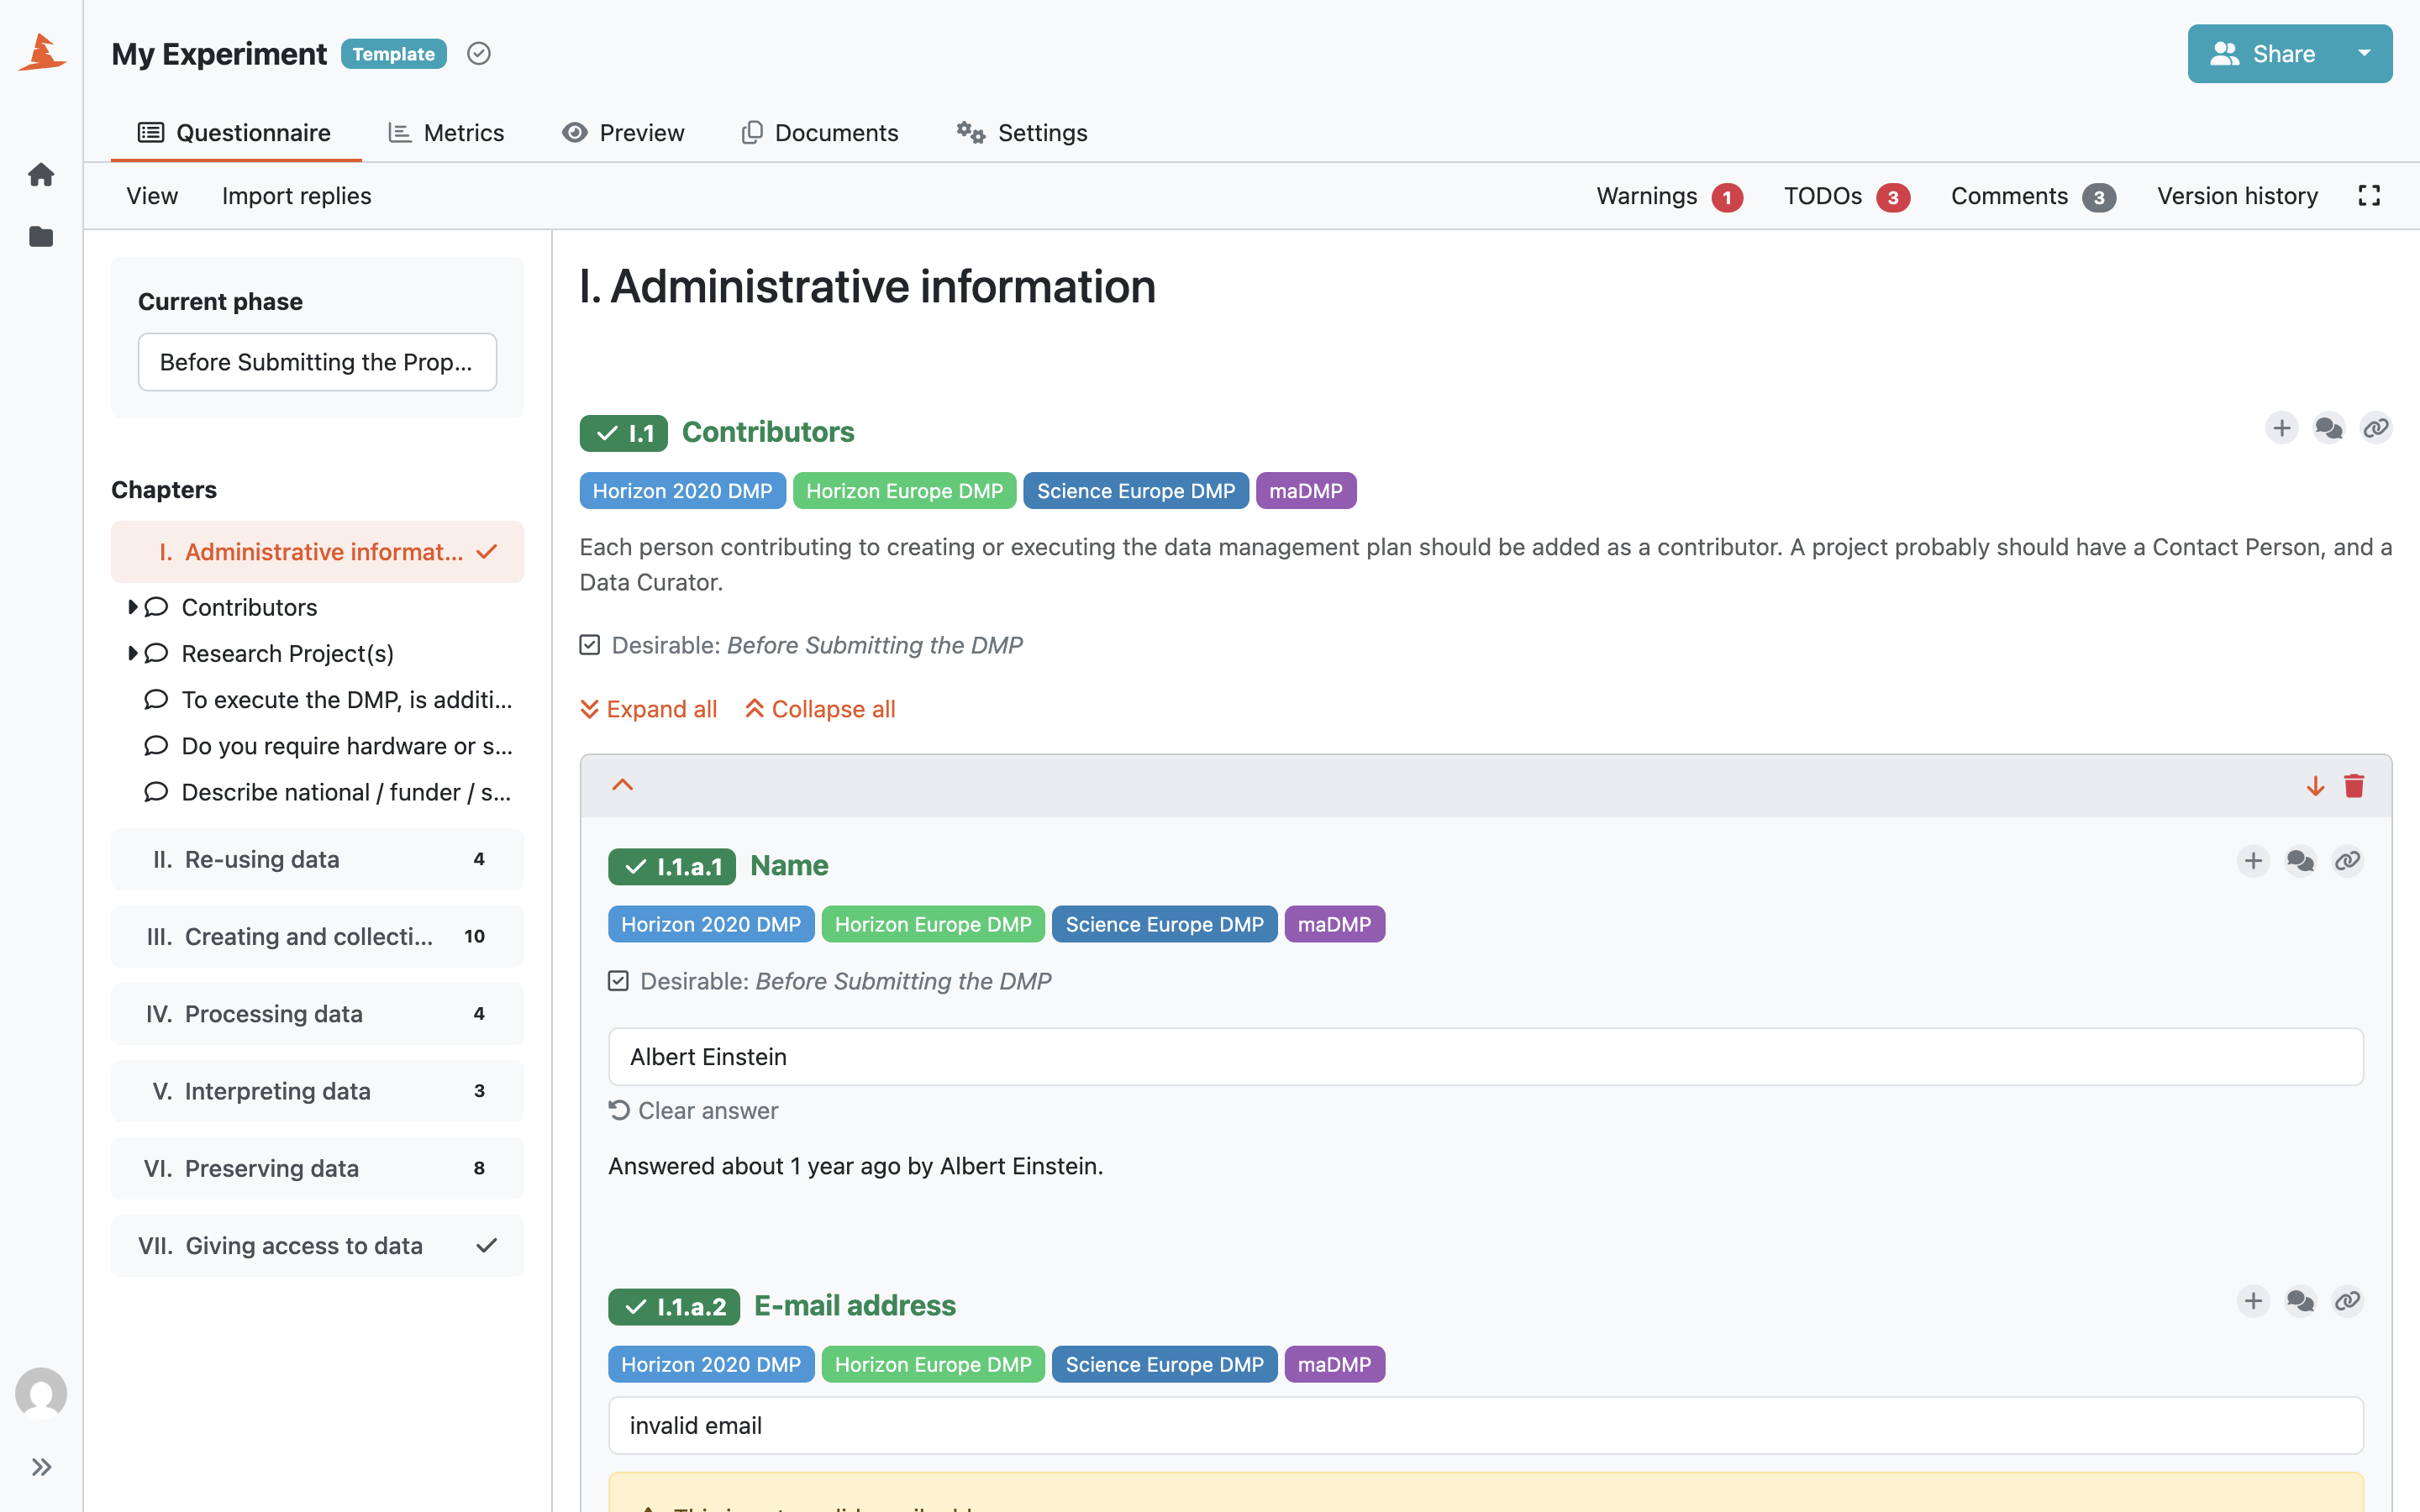 My Experiment Template
Share
Questionnaire Metrics Preview Documents Settings
View Import replies Warnings 1 TODOs 3 Comments 3 Version history
Current phase
Before Submitting the Prop...
Chapters
I. Administrative informat...
Contributors
Research Project(s)
To execute the DMP, is additi...
Do you require hardware or s...
Describe national / funder / s...
II. Re-using data 4
III. Creating and collecti... 10
IV. Processing data 4
V. Interpreting data 3
VI. Preserving data 8
VII. Giving access to data
I. Administrative information
I.1 Contributors
Horizon 2020 DMP Horizon Europe DMP Science Europe DMP maDMP
Each person contributing to creating or executing the data management plan should be added as a contributor. A project probably should have a Contact Person, and a
Data Curator.
Desirable: Before Submitting the DMP
Expand all Collapse all
I.1.a.1 Name
Horizon 2020 DMP Horizon Europe DMP Science Europe DMP maDMP
Desirable: Before Submitting the DMP
Albert Einstein
Clear answer
Answered about 1 year ago by Albert Einstein.
I.1.a.2 E-mail address
Horizon 2020 DMP Horizon Europe DMP Science Europe DMP maDMP
invalid email